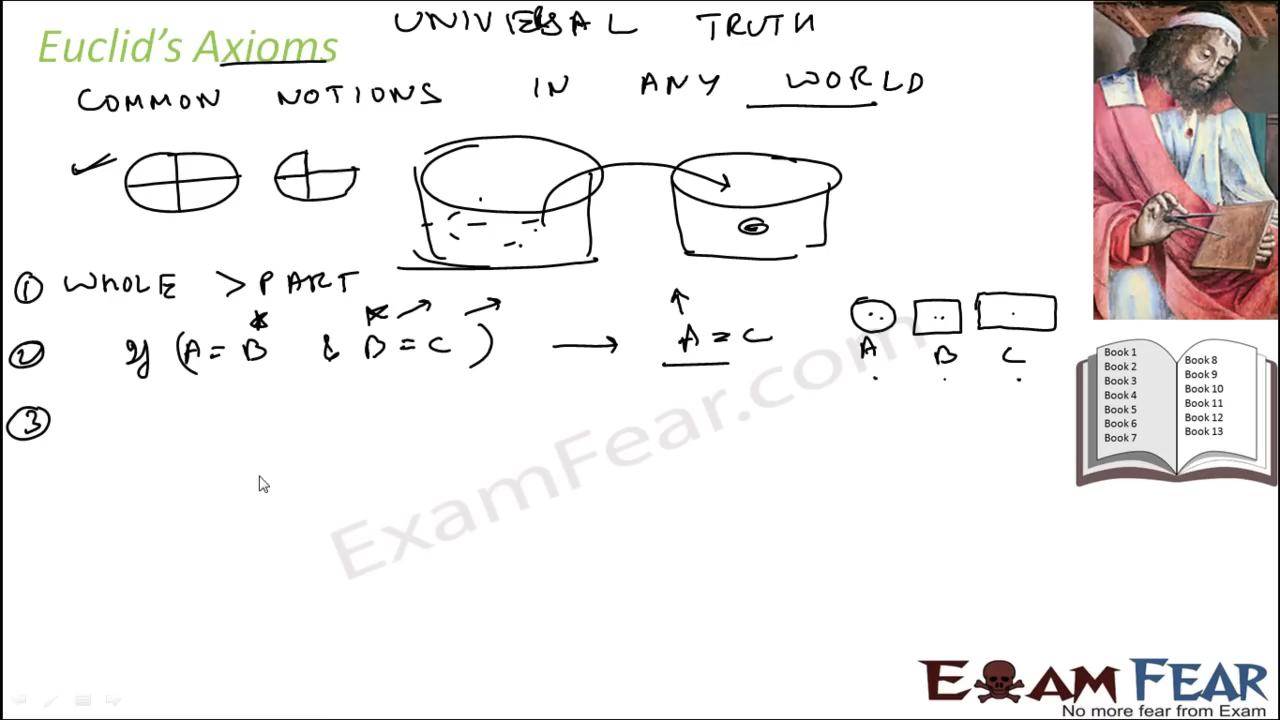 UNIVERSAL TRUTH
Euclid's Axioms
COMMON NOTIONS IN ANY WORLD
① WHOLE > PART
② If (A = B & B = C) → A = C
A B C
③
Book 1
Book 2
Book 3
Book 4
Book 5
Book 6
Book 7
Book 8
Book 9
Book 10
Book 11
Book 12
Book 13
ExamFear.com
EXAM FEAR
No more fear from Exam